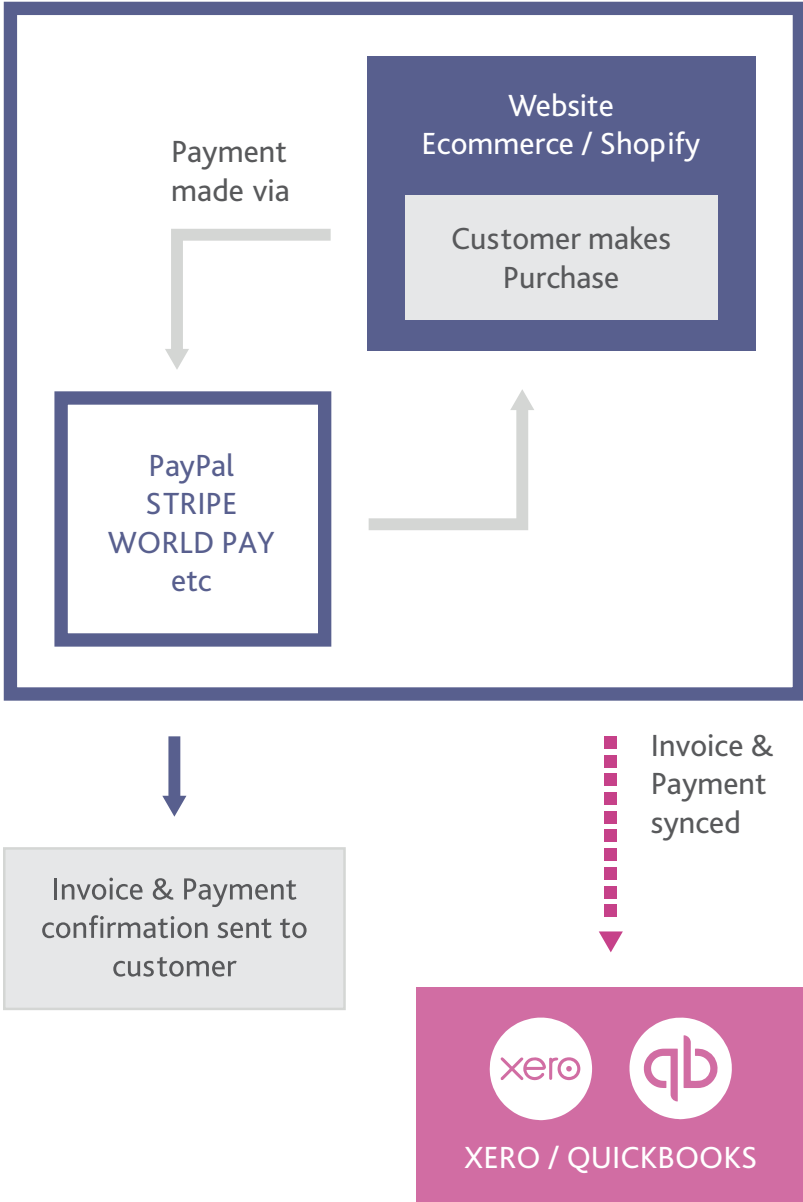 Website
Ecommerce / Shopify
Customer makes
Purchase
Payment
made via
PayPal
STRIPE
WORLD PAY
etc
Invoice &
Payment
synced
Invoice & Payment
confirmation sent to
customer
xero
qb
XERO / QUICKBOOKS